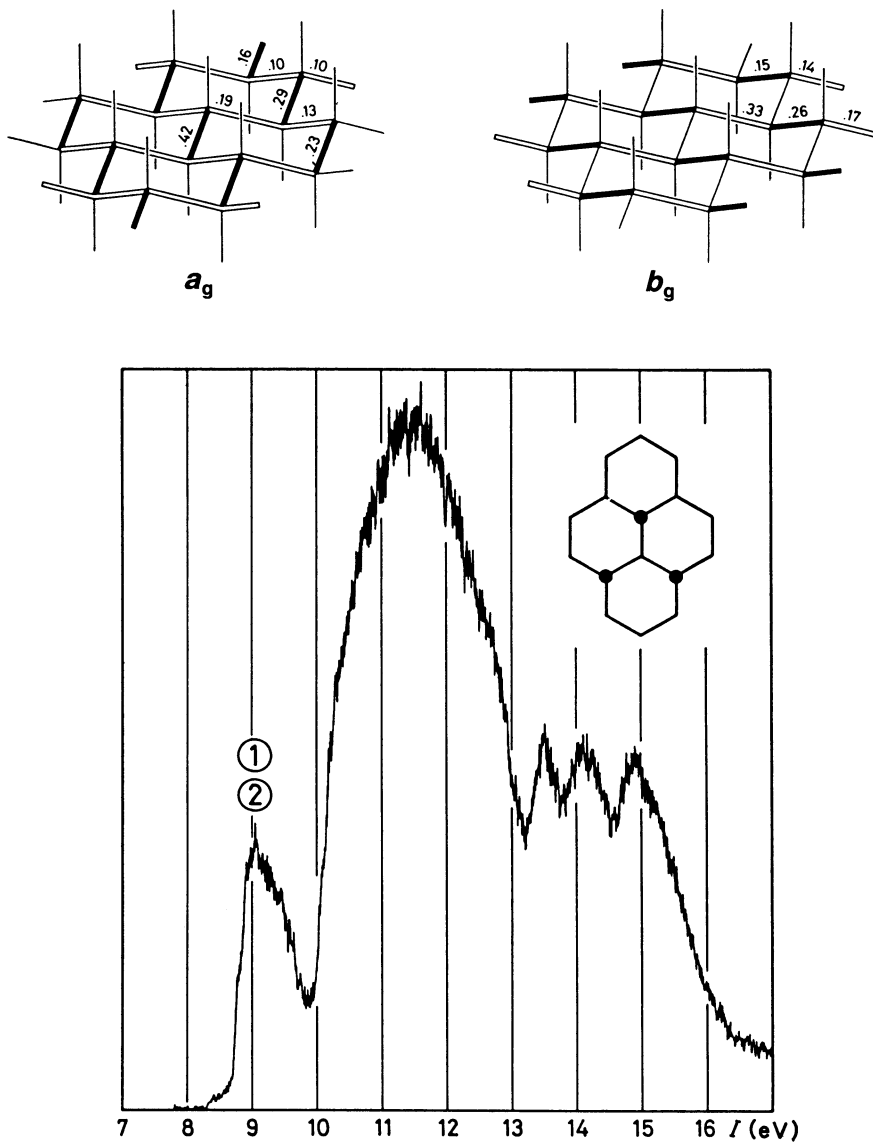 .16 .10 .10
.19 .29 .13
.42 .23
a_g
.15 .14
.33 .26 .17
b_g
①
②
7 8 9 10 11 12 13 14 15 16 I (eV)